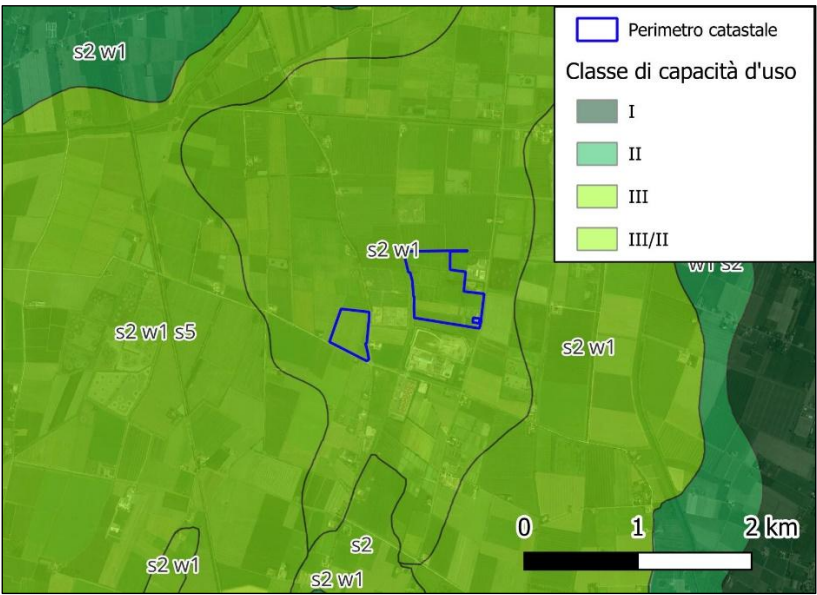 s2 w1
Perimetro catastale
Classe di capacità d'uso
I
II
III
III/II
s2 w1
w1 s2
s2 w1 s5
s2 w1
s2
s2 w1
s2 w1
0 1 2 km